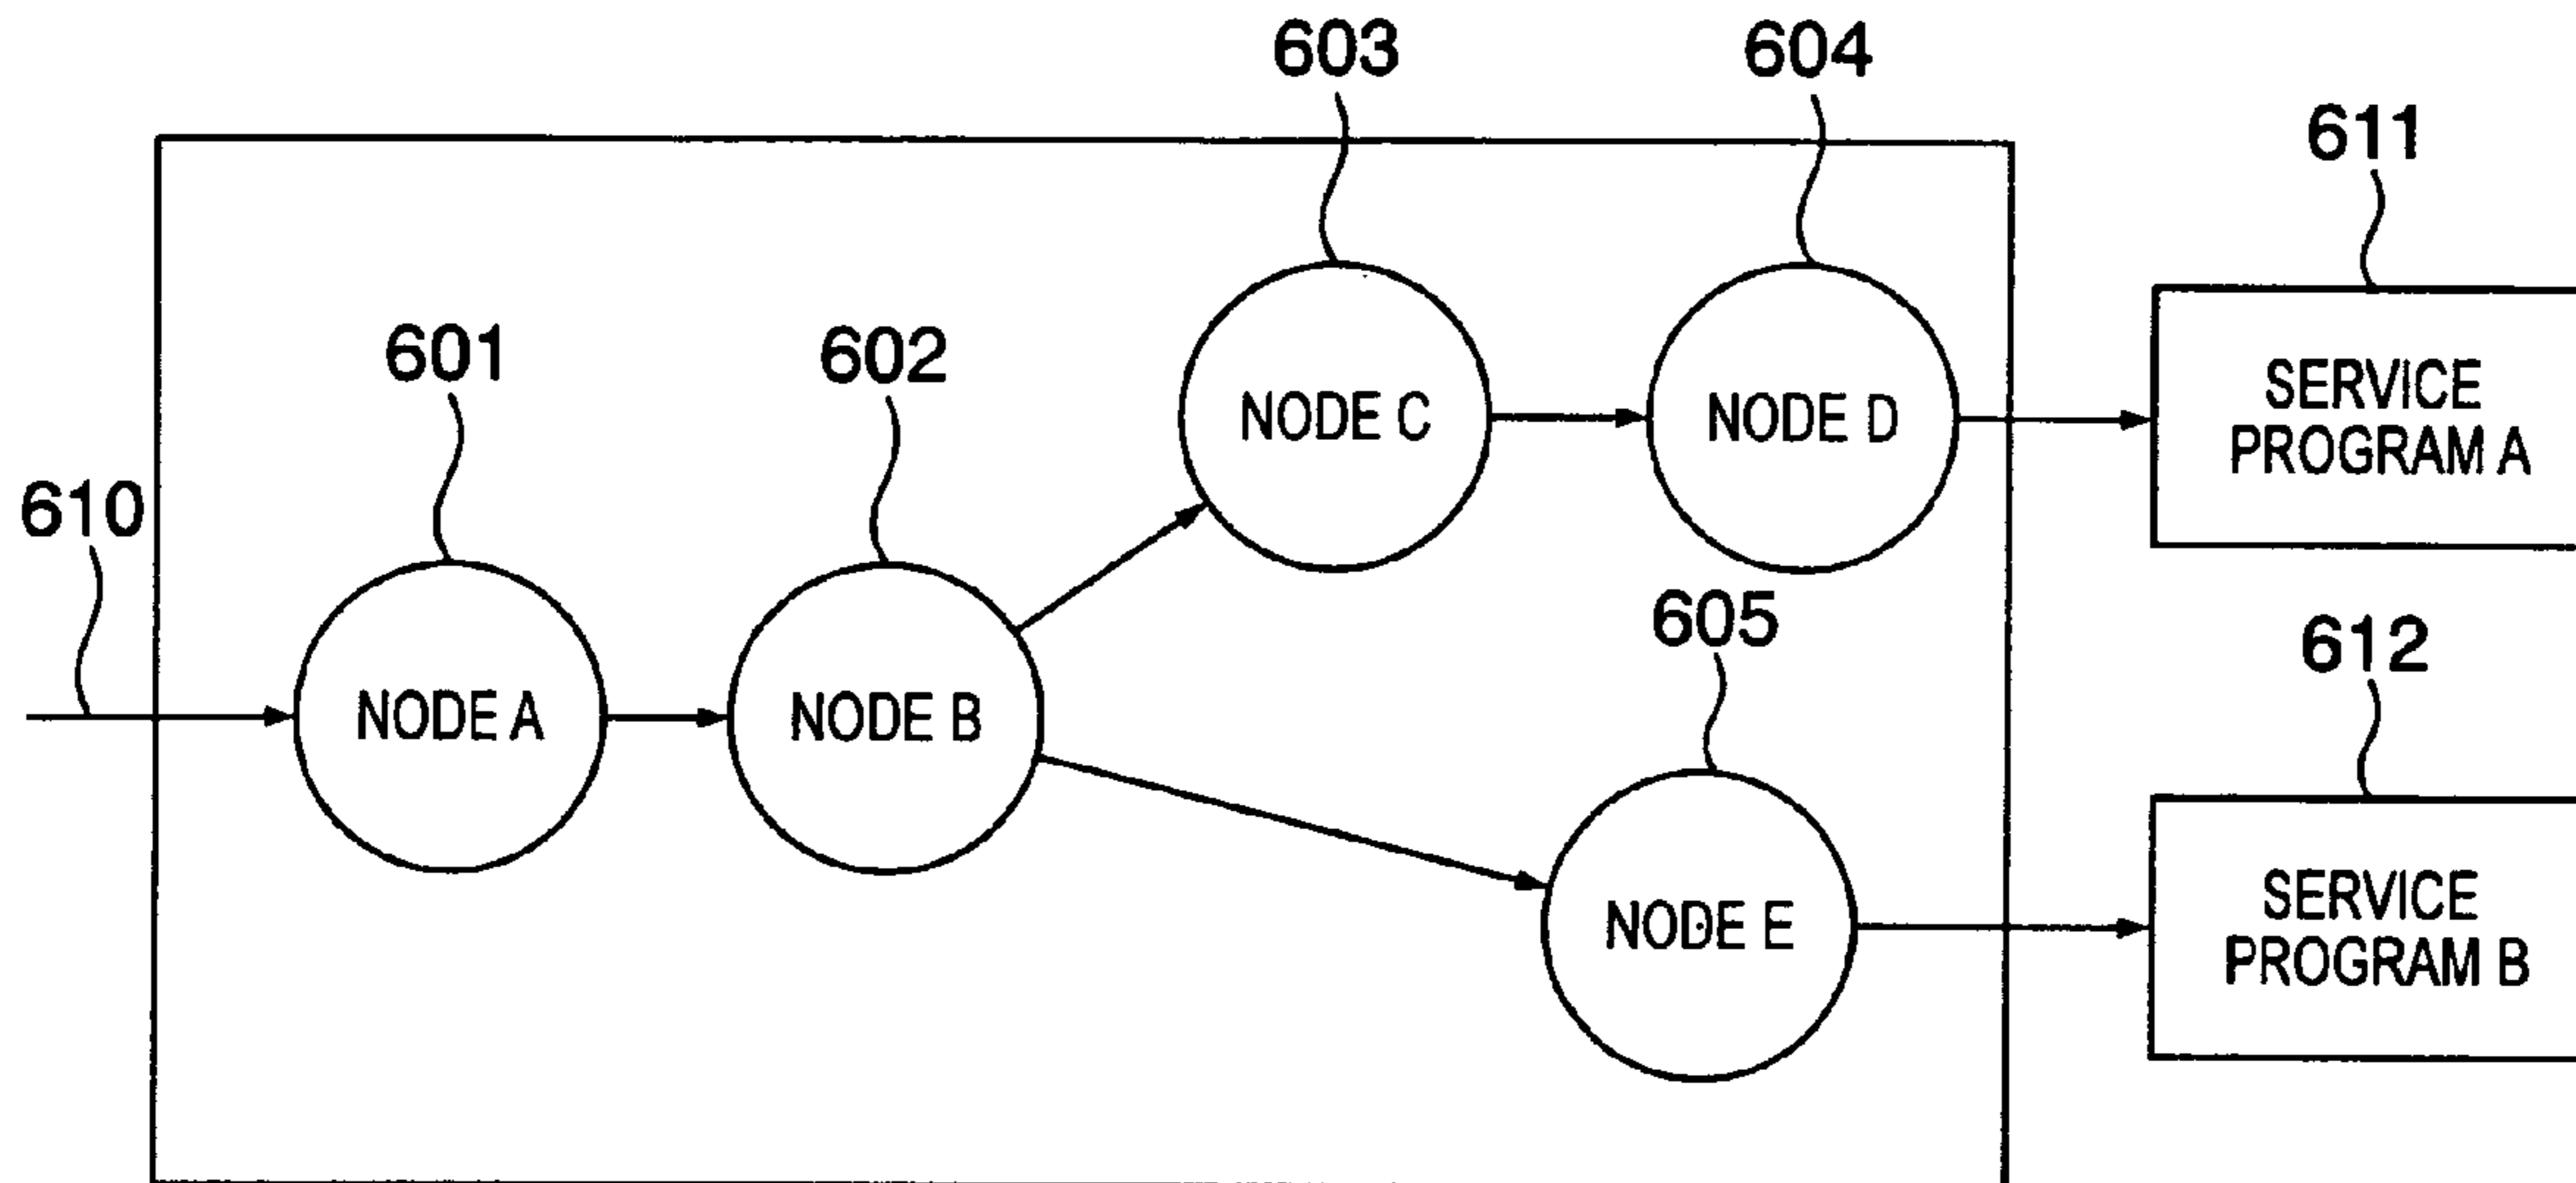 603
604
611
601
602
SERVICE
PROGRAM A
NODE C
NODE D
610
605
612
NODE A
NODE B
SERVICE
PROGRAM B
NODE E